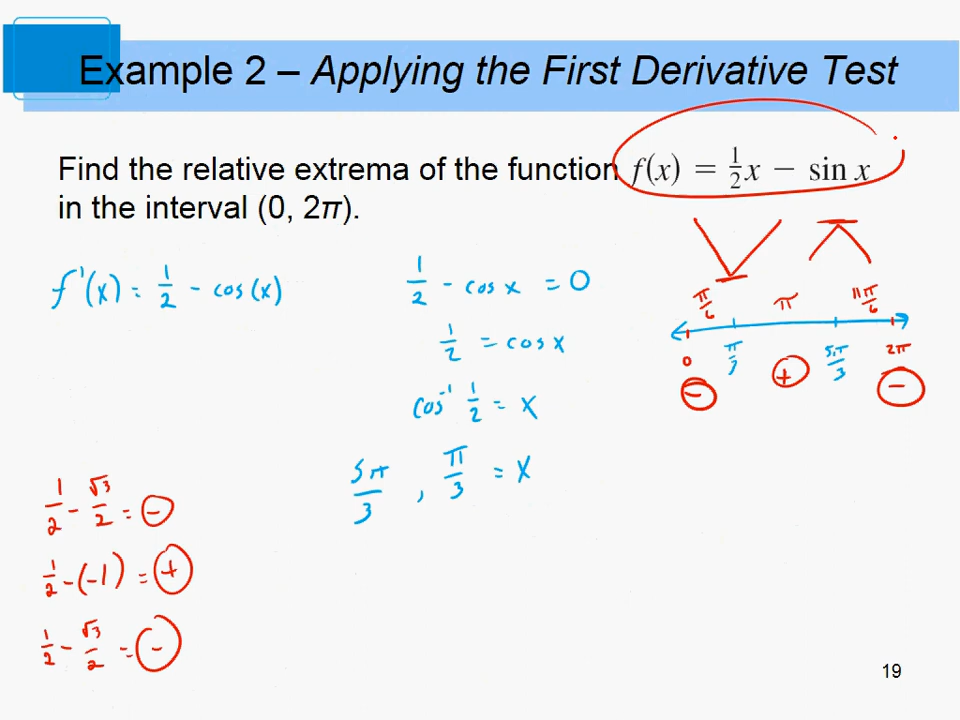 Example 2 – Applying the First Derivative Test
Find the relative extrema of the function f(x) = 1/2 x − sin x
in the interval (0, 2π).
f'(x) = 1/2 - cos(x)
1/2 - cos x = 0
1/2 = cos x
cos⁻¹ 1/2 = x
5π/3 , π/3 = x
π/6 π 11π/6
0 π/3 5π/3 2π
- + -
1/2 - √3/2 = -
1/2 - (-1) = +
1/2 - √3/2 = -
19